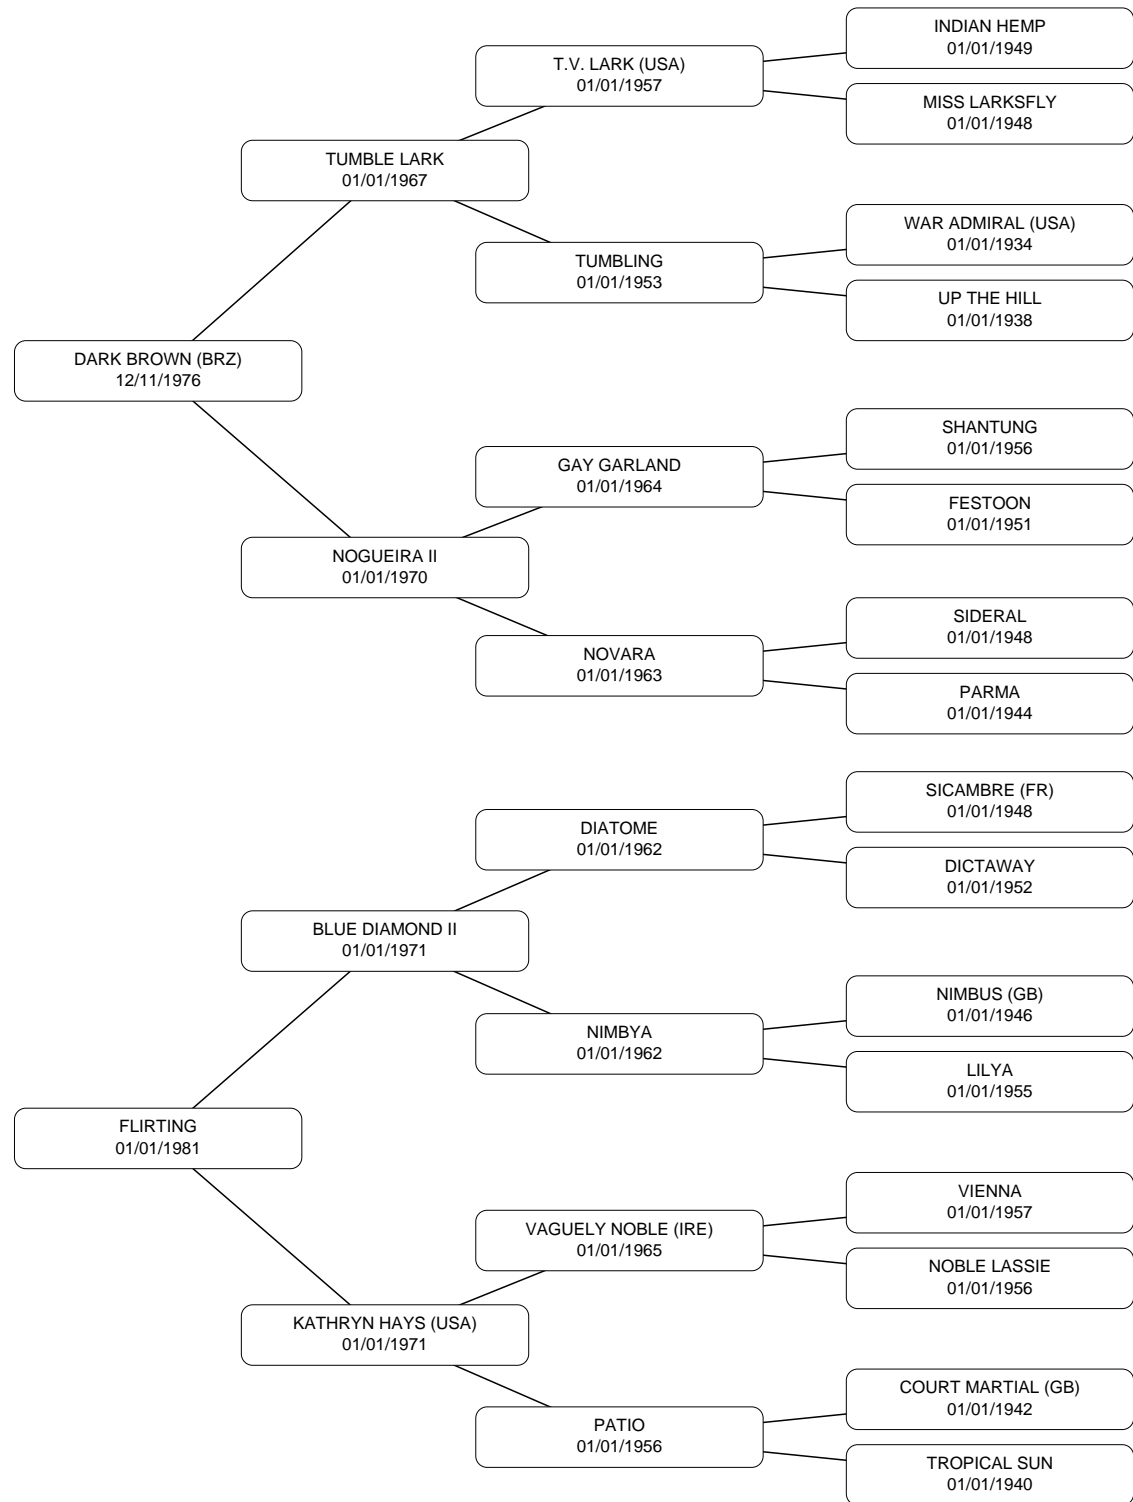 INDIAN HEMP
01/01/1949
T.V. LARK (USA)
01/01/1957
MISS LARKSFLY
01/01/1948
TUMBLE LARK
01/01/1967
WAR ADMIRAL (USA)
01/01/1934
TUMBLING
01/01/1953
UP THE HILL
01/01/1938
DARK BROWN (BRZ)
12/11/1976
SHANTUNG
01/01/1956
GAY GARLAND
01/01/1964
FESTOON
01/01/1951
NOGUEIRA II
01/01/1970
SIDERAL
01/01/1948
NOVARA
01/01/1963
PARMA
01/01/1944
SICAMBRE (FR)
01/01/1948
DIATOME
01/01/1962
DICTAWAY
01/01/1952
BLUE DIAMOND II
01/01/1971
NIMBUS (GB)
01/01/1946
NIMBYA
01/01/1962
LILYA
01/01/1955
FLIRTING
01/01/1981
VIENNA
01/01/1957
VAGUELY NOBLE (IRE)
01/01/1965
NOBLE LASSIE
01/01/1956
KATHRYN HAYS (USA)
01/01/1971
COURT MARTIAL (GB)
01/01/1942
PATIO
01/01/1956
TROPICAL SUN
01/01/1940